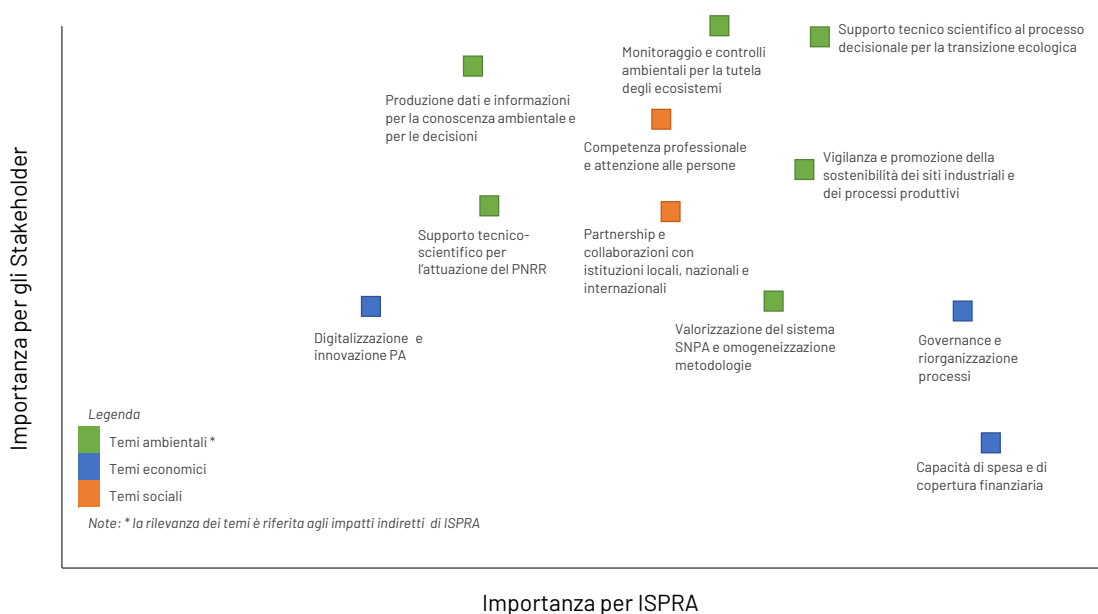 Importanza per gli Stakeholder
Supporto tecnico scientifico al processo
decisionale per la transizione ecologica
Monitoraggio e controlli
ambientali per la tutela
degli ecosistemi
Produzione dati e informazioni
per la conoscenza ambientale e
per le decisioni
Competenza professionale
e attenzione alle persone
Vigilanza e promozione della
sostenibilità dei siti industriali e
dei processi produttivi
Supporto tecnico-
scientifico per
l'attuazione del PNRR
Partnership e
collaborazioni con
istituzioni locali, nazionali e
internazionali
Digitalizzazione e
innovazione PA
Valorizzazione del sistema
SNPA e omogeneizzazione
metodologie
Governance e
riorganizzazione
processi
Capacità di spesa e di
copertura finanziaria
Legenda
Temi ambientali *
Temi economici
Temi sociali
Note: * la rilevanza dei temi è riferita agli impatti indiretti di ISPRA
Importanza per ISPRA